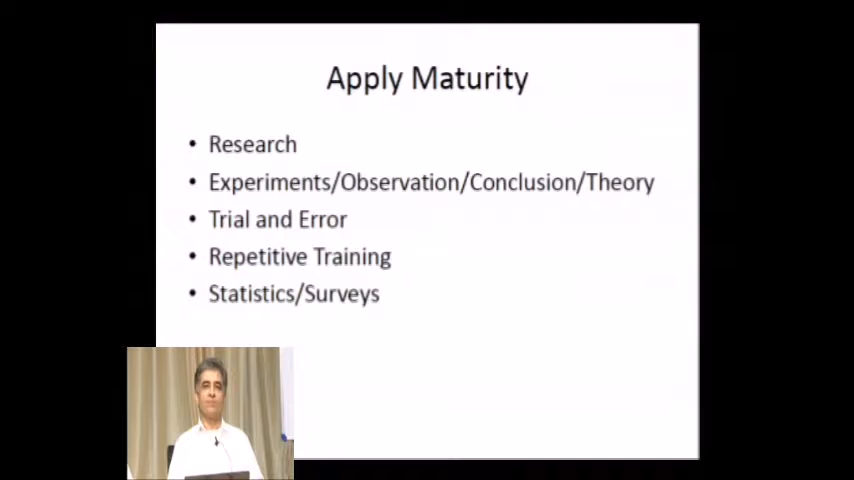 Apply Maturity
• Research
• Experiments/Observation/Conclusion/Theory
• Trial and Error
• Repetitive Training
• Statistics/Surveys